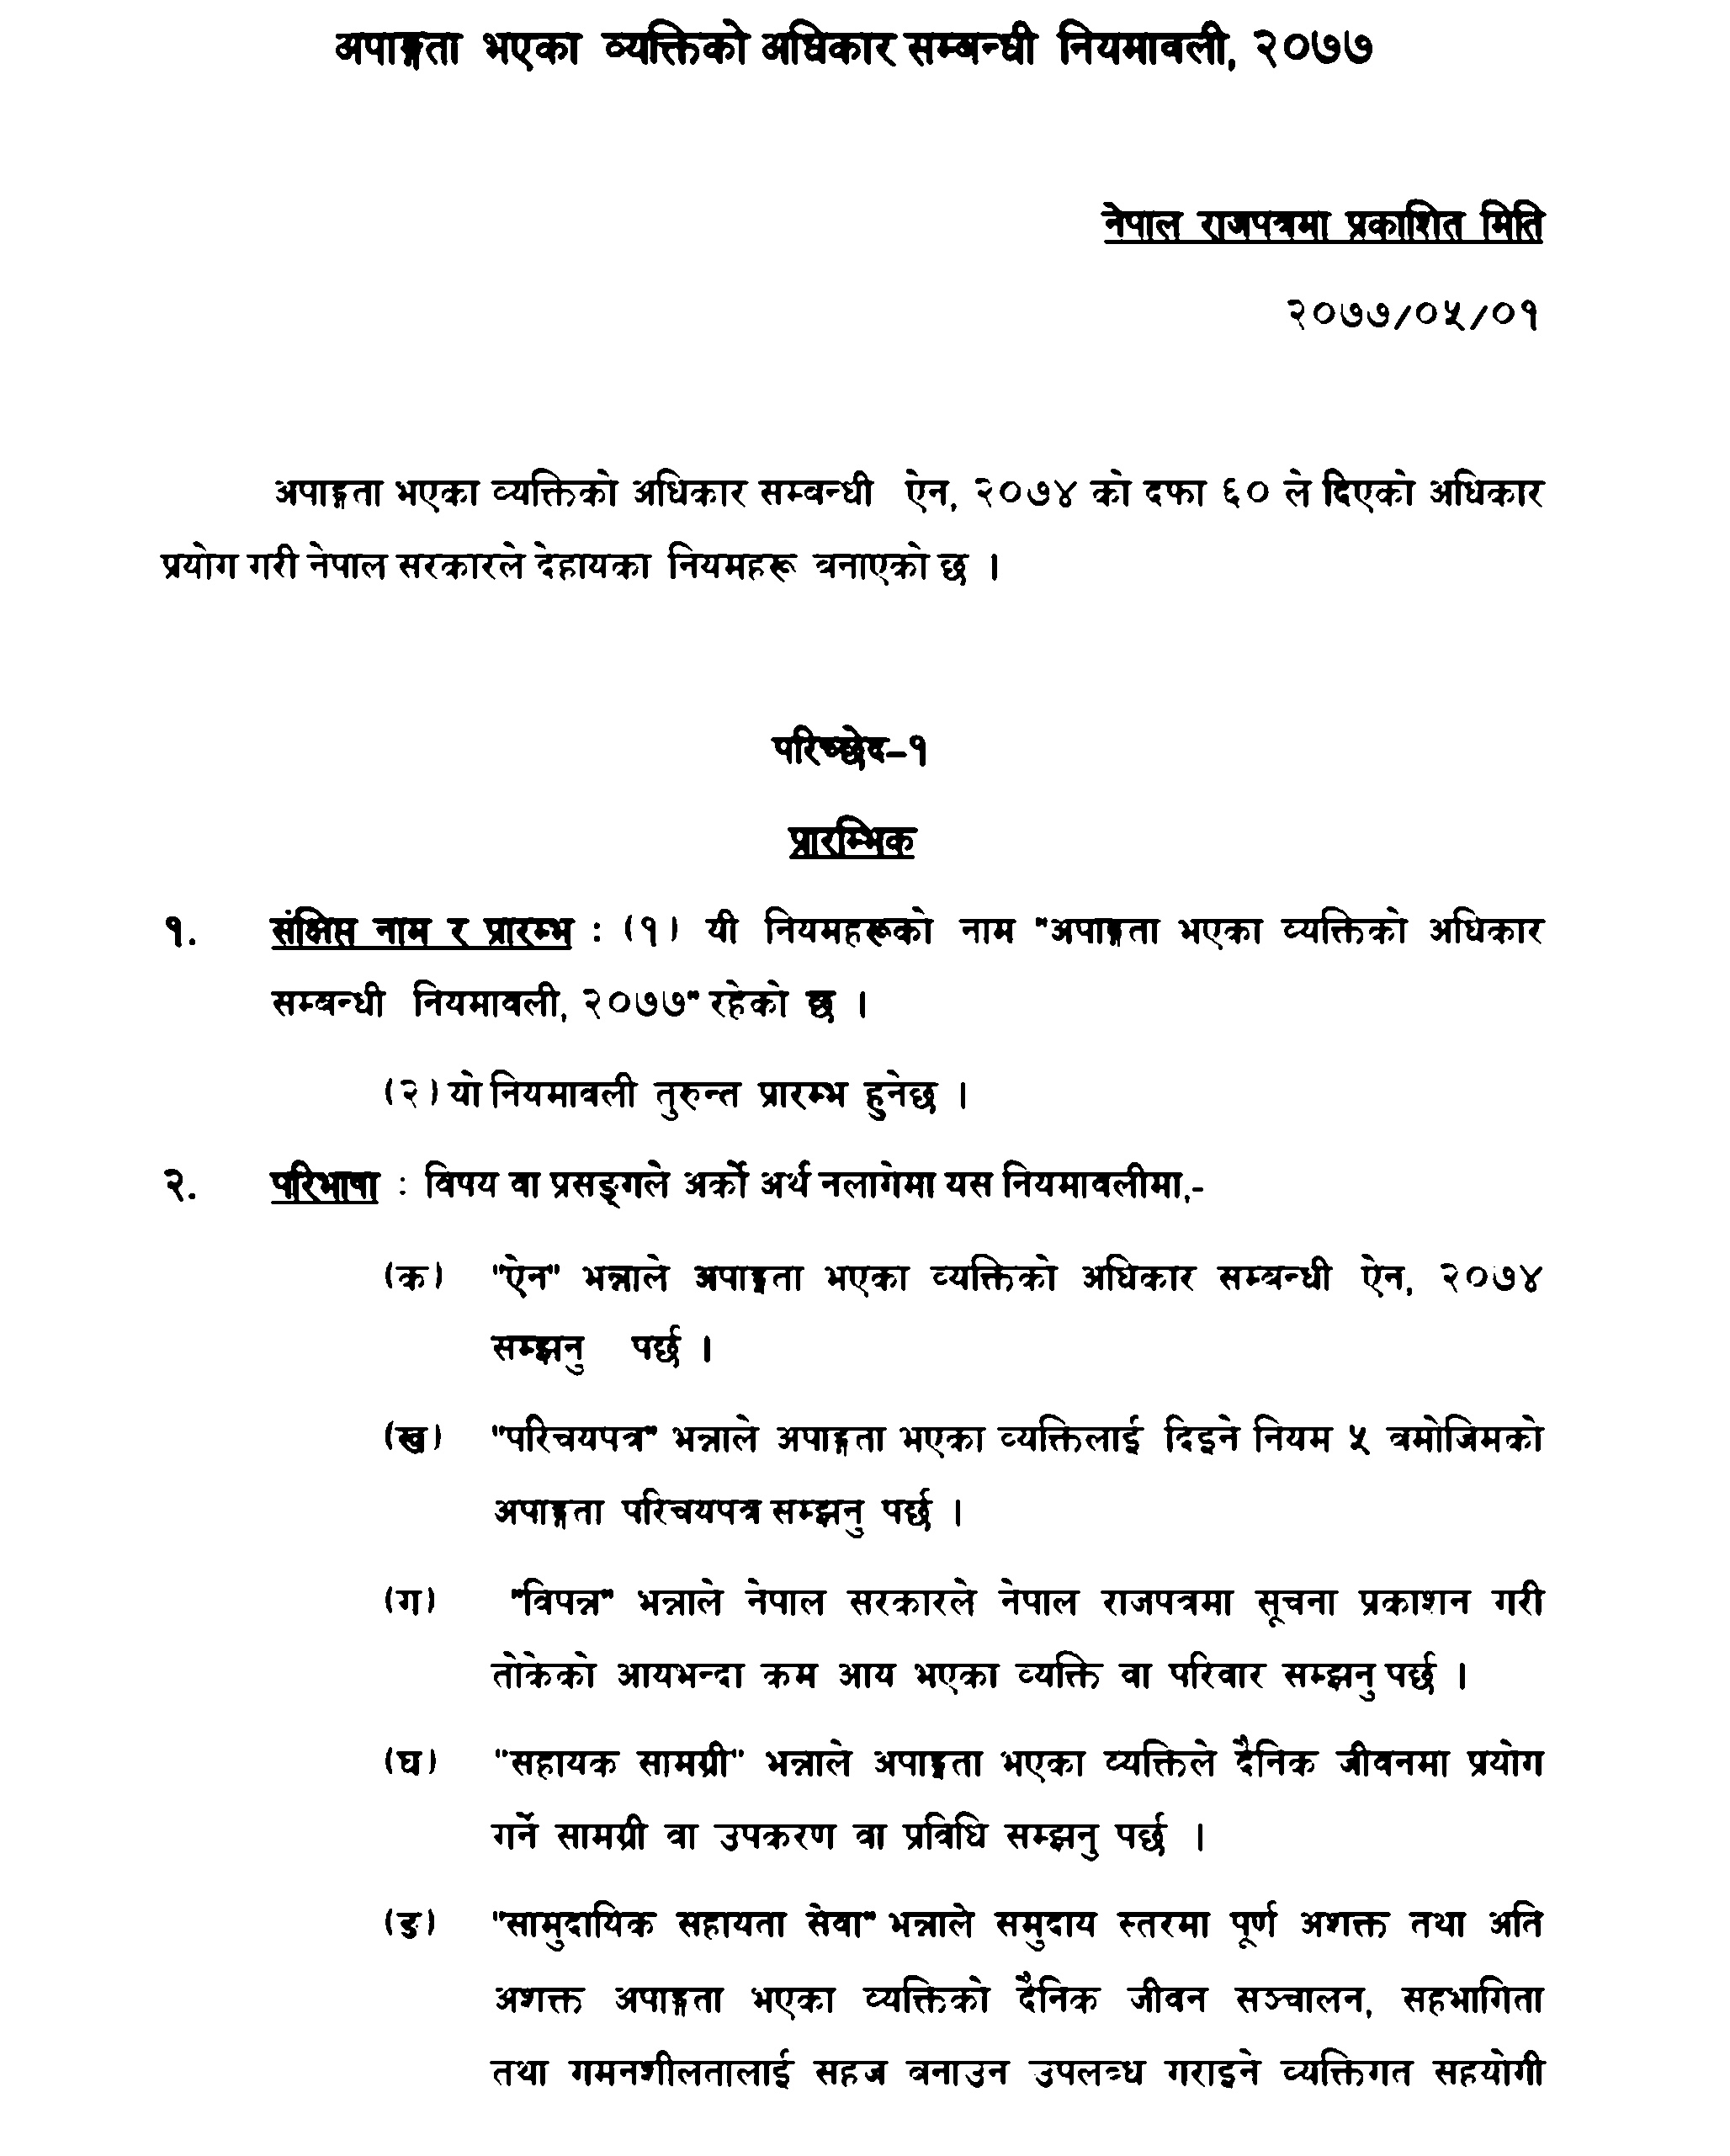 अपाङ्गता भएका व्यक्तिको अधिकार सम्बन्धी नियमावली, २०७७
नेपाल राजपत्रमा प्रकाशित मिति
२०७७/०५/०१
अपाङ्गता भएका व्यक्तिको अधिकार सम्बन्धी ऐन, २०७४ को दफा ६० ले दिएको अधिकार
प्रयोग गरी नेपाल सरकारले देहायका नियमहरू बनाएको छ ।
परिच्छेद–१
प्रारम्भिक
१. संक्षिप्त नाम र प्रारम्भ : (१) यी नियमहरूको नाम "अपाङ्गता भएका व्यक्तिको अधिकार
सम्बन्धी नियमावली, २०७७" रहेको छ ।
(२) यो नियमावली तुरुन्त प्रारम्भ हुनेछ ।
२. परिभाषा : विषय वा प्रसङ्गले अर्को अर्थ नलागेमा यस नियमावलीमा,-
(क) "ऐन" भन्नाले अपाङ्गता भएका व्यक्तिको अधिकार सम्बन्धी ऐन, २०७४
सम्झनु पर्छ ।
(ख) "परिचयपत्र" भन्नाले अपाङ्गता भएका व्यक्तिलाई दिइने नियम ५ बमोजिमको
अपाङ्गता परिचयपत्र सम्झनु पर्छ ।
(ग) "विपन्न" भन्नाले नेपाल सरकारले नेपाल राजपत्रमा सूचना प्रकाशन गरी
तोकेको आयभन्दा कम आय भएका व्यक्ति वा परिवार सम्झनु पर्छ ।
(घ) "सहायक सामग्री" भन्नाले अपाङ्गता भएका व्यक्तिले दैनिक जीवनमा प्रयोग
गर्ने सामग्री वा उपकरण वा प्रविधि सम्झनु पर्छ ।
(ङ) "सामुदायिक सहायता सेवा" भन्नाले समुदाय स्तरमा पूर्ण अशक्त तथा अति
अशक्त अपाङ्गता भएका व्यक्तिको दैनिक जीवन सञ्चालन, सहभागिता
तथा गमनशीलतालाई सहज बनाउन उपलब्ध गराइने व्यक्तिगत सहयोगी